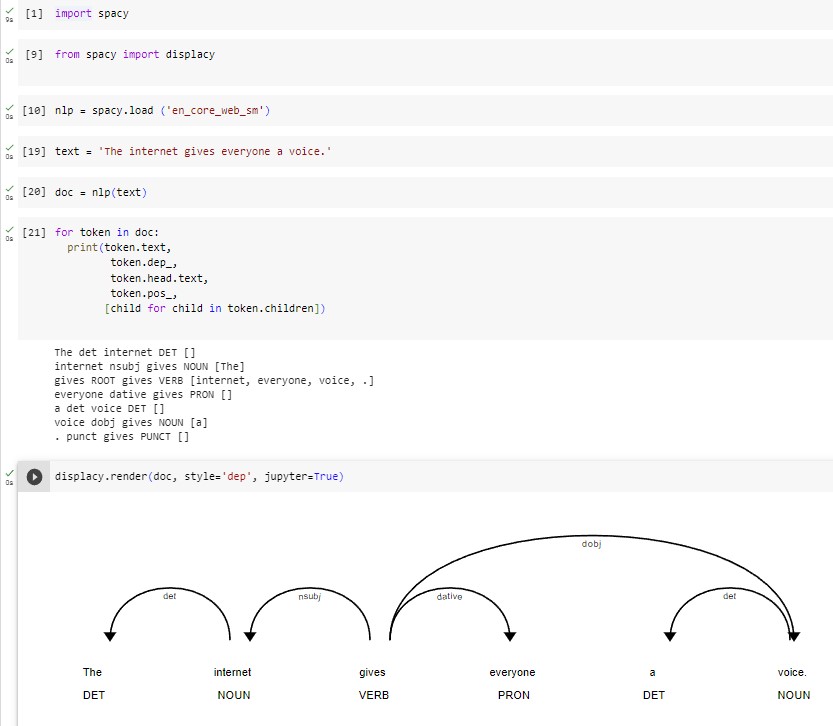 9s [1] import spacy
0s [9] from spacy import displacy
0s [10] nlp = spacy.load ('en_core_web_sm')
0s [19] text = 'The internet gives everyone a voice.'
0s [20] doc = nlp(text)
0s [21] for token in doc:
print(token.text,
token.dep_,
token.head.text,
token.pos_,
[child for child in token.children])
The det internet DET []
internet nsubj gives NOUN [The]
gives ROOT gives VERB [internet, everyone, voice, .]
everyone dative gives PRON []
a det voice DET []
voice dobj gives NOUN [a]
. punct gives PUNCT []
0s displacy.render(doc, style='dep', jupyter=True)
dobj
det nsubj dative det
The internet gives everyone a voice.
DET NOUN VERB PRON DET NOUN